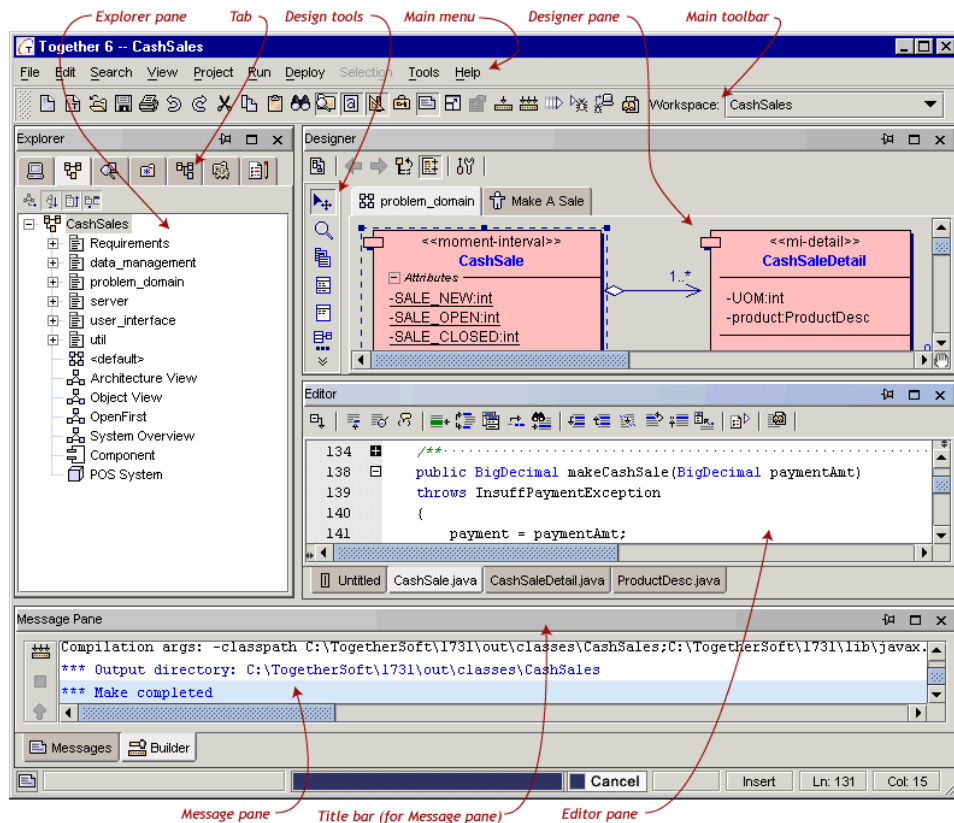 Explorer pane Tab Design tools Main menu Designer pane Main toolbar
Together 6 -- CashSales
File Edit Search View Project Run Deploy Selection Tools Help
Workspace: CashSales
Explorer
CashSales
Requirements
data_management
problem_domain
server
user_interface
util
<default>
Architecture View
Object View
OpenFirst
System Overview
Component
POS System
Designer
problem_domain Make A Sale
<<moment-interval>>
CashSale
Attributes
-SALE_NEW:int
-SALE_OPEN:int
-SALE_CLOSED:int
1..*
<<mi-detail>>
CashSaleDetail
-UOM:int
-product:ProductDesc
Editor
134 /**
138 public BigDecimal makeCashSale(BigDecimal paymentAmt)
139 throws InsuffPaymentException
140 {
141 payment = paymentAmt;
Untitled CashSale.java CashSaleDetail.java ProductDesc.java
Message Pane
Compilation args: -classpath C:\TogetherSoft\1731\out\classes\CashSales;C:\TogetherSoft\1731\lib\javax.
*** Output directory: C:\TogetherSoft\1731\out\classes\CashSales
*** Make completed
Messages Builder
Cancel Insert Ln: 131 Col: 15
Message pane Title bar (for Message pane) Editor pane